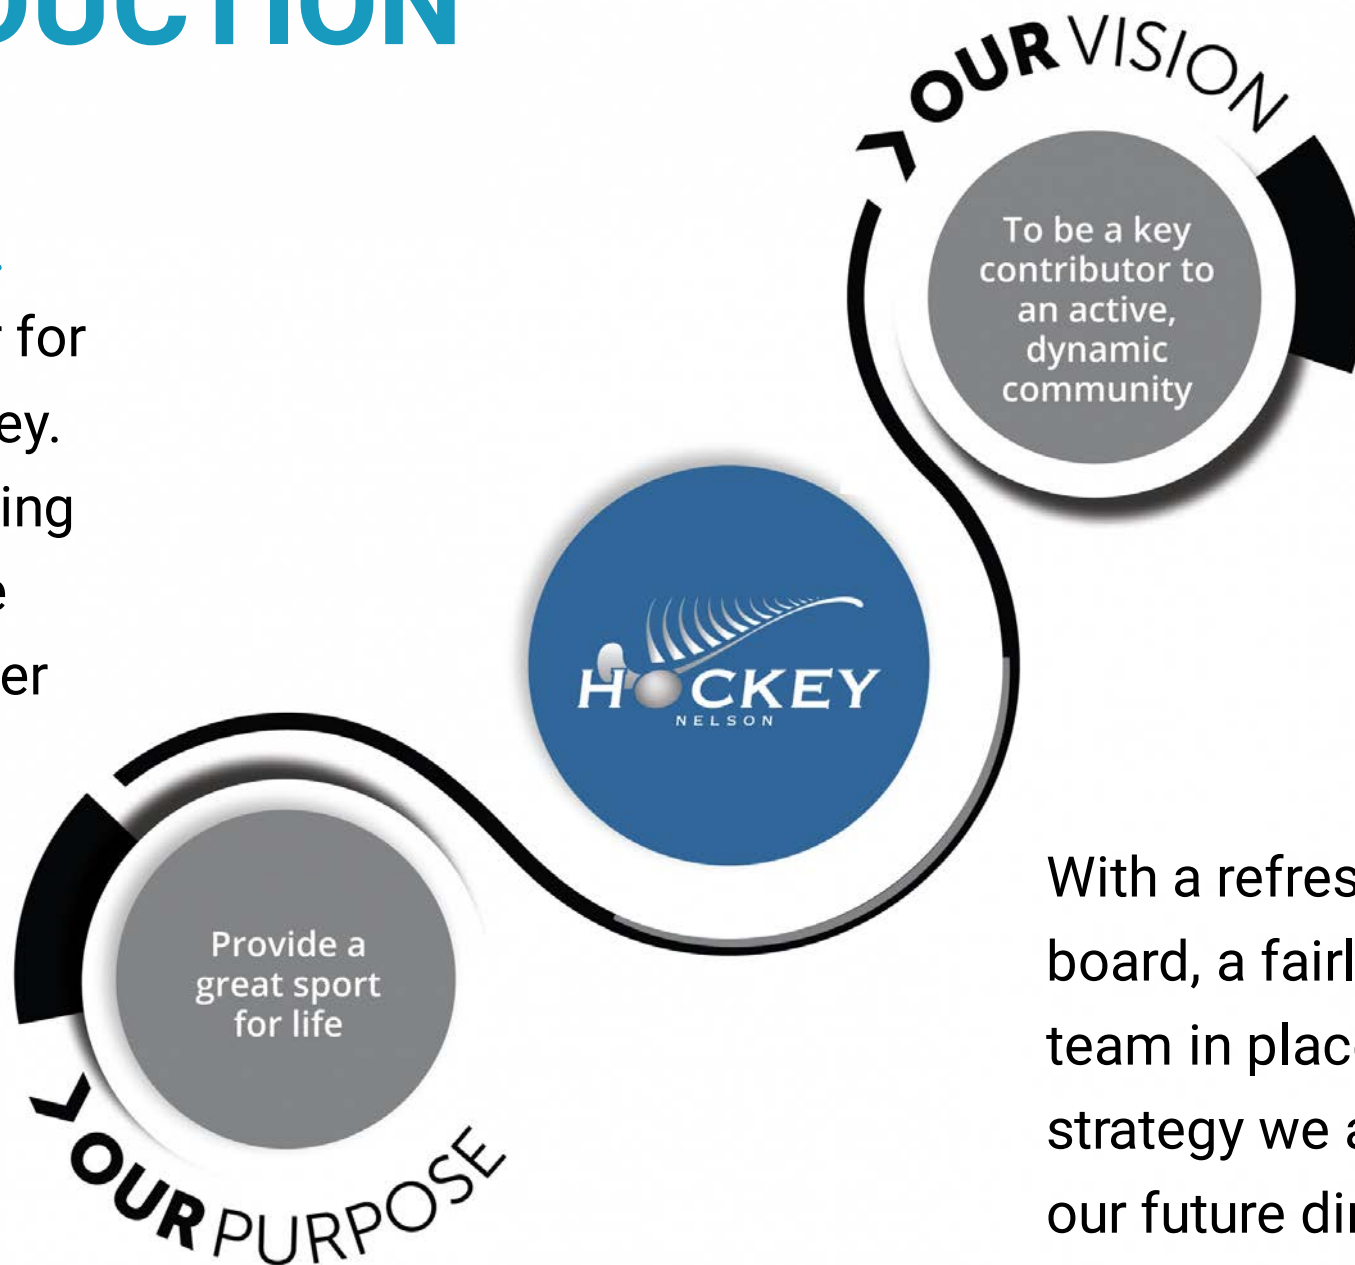 DUCTION
OUR VISION
To be a key
contributor to
an active,
dynamic
community
for
ey.
ing
e
er
HOCKEY
NELSON
Provide a
great sport
for life
OUR PURPOSE
With a refres
board, a fairl
team in plac
strategy we a
our future di